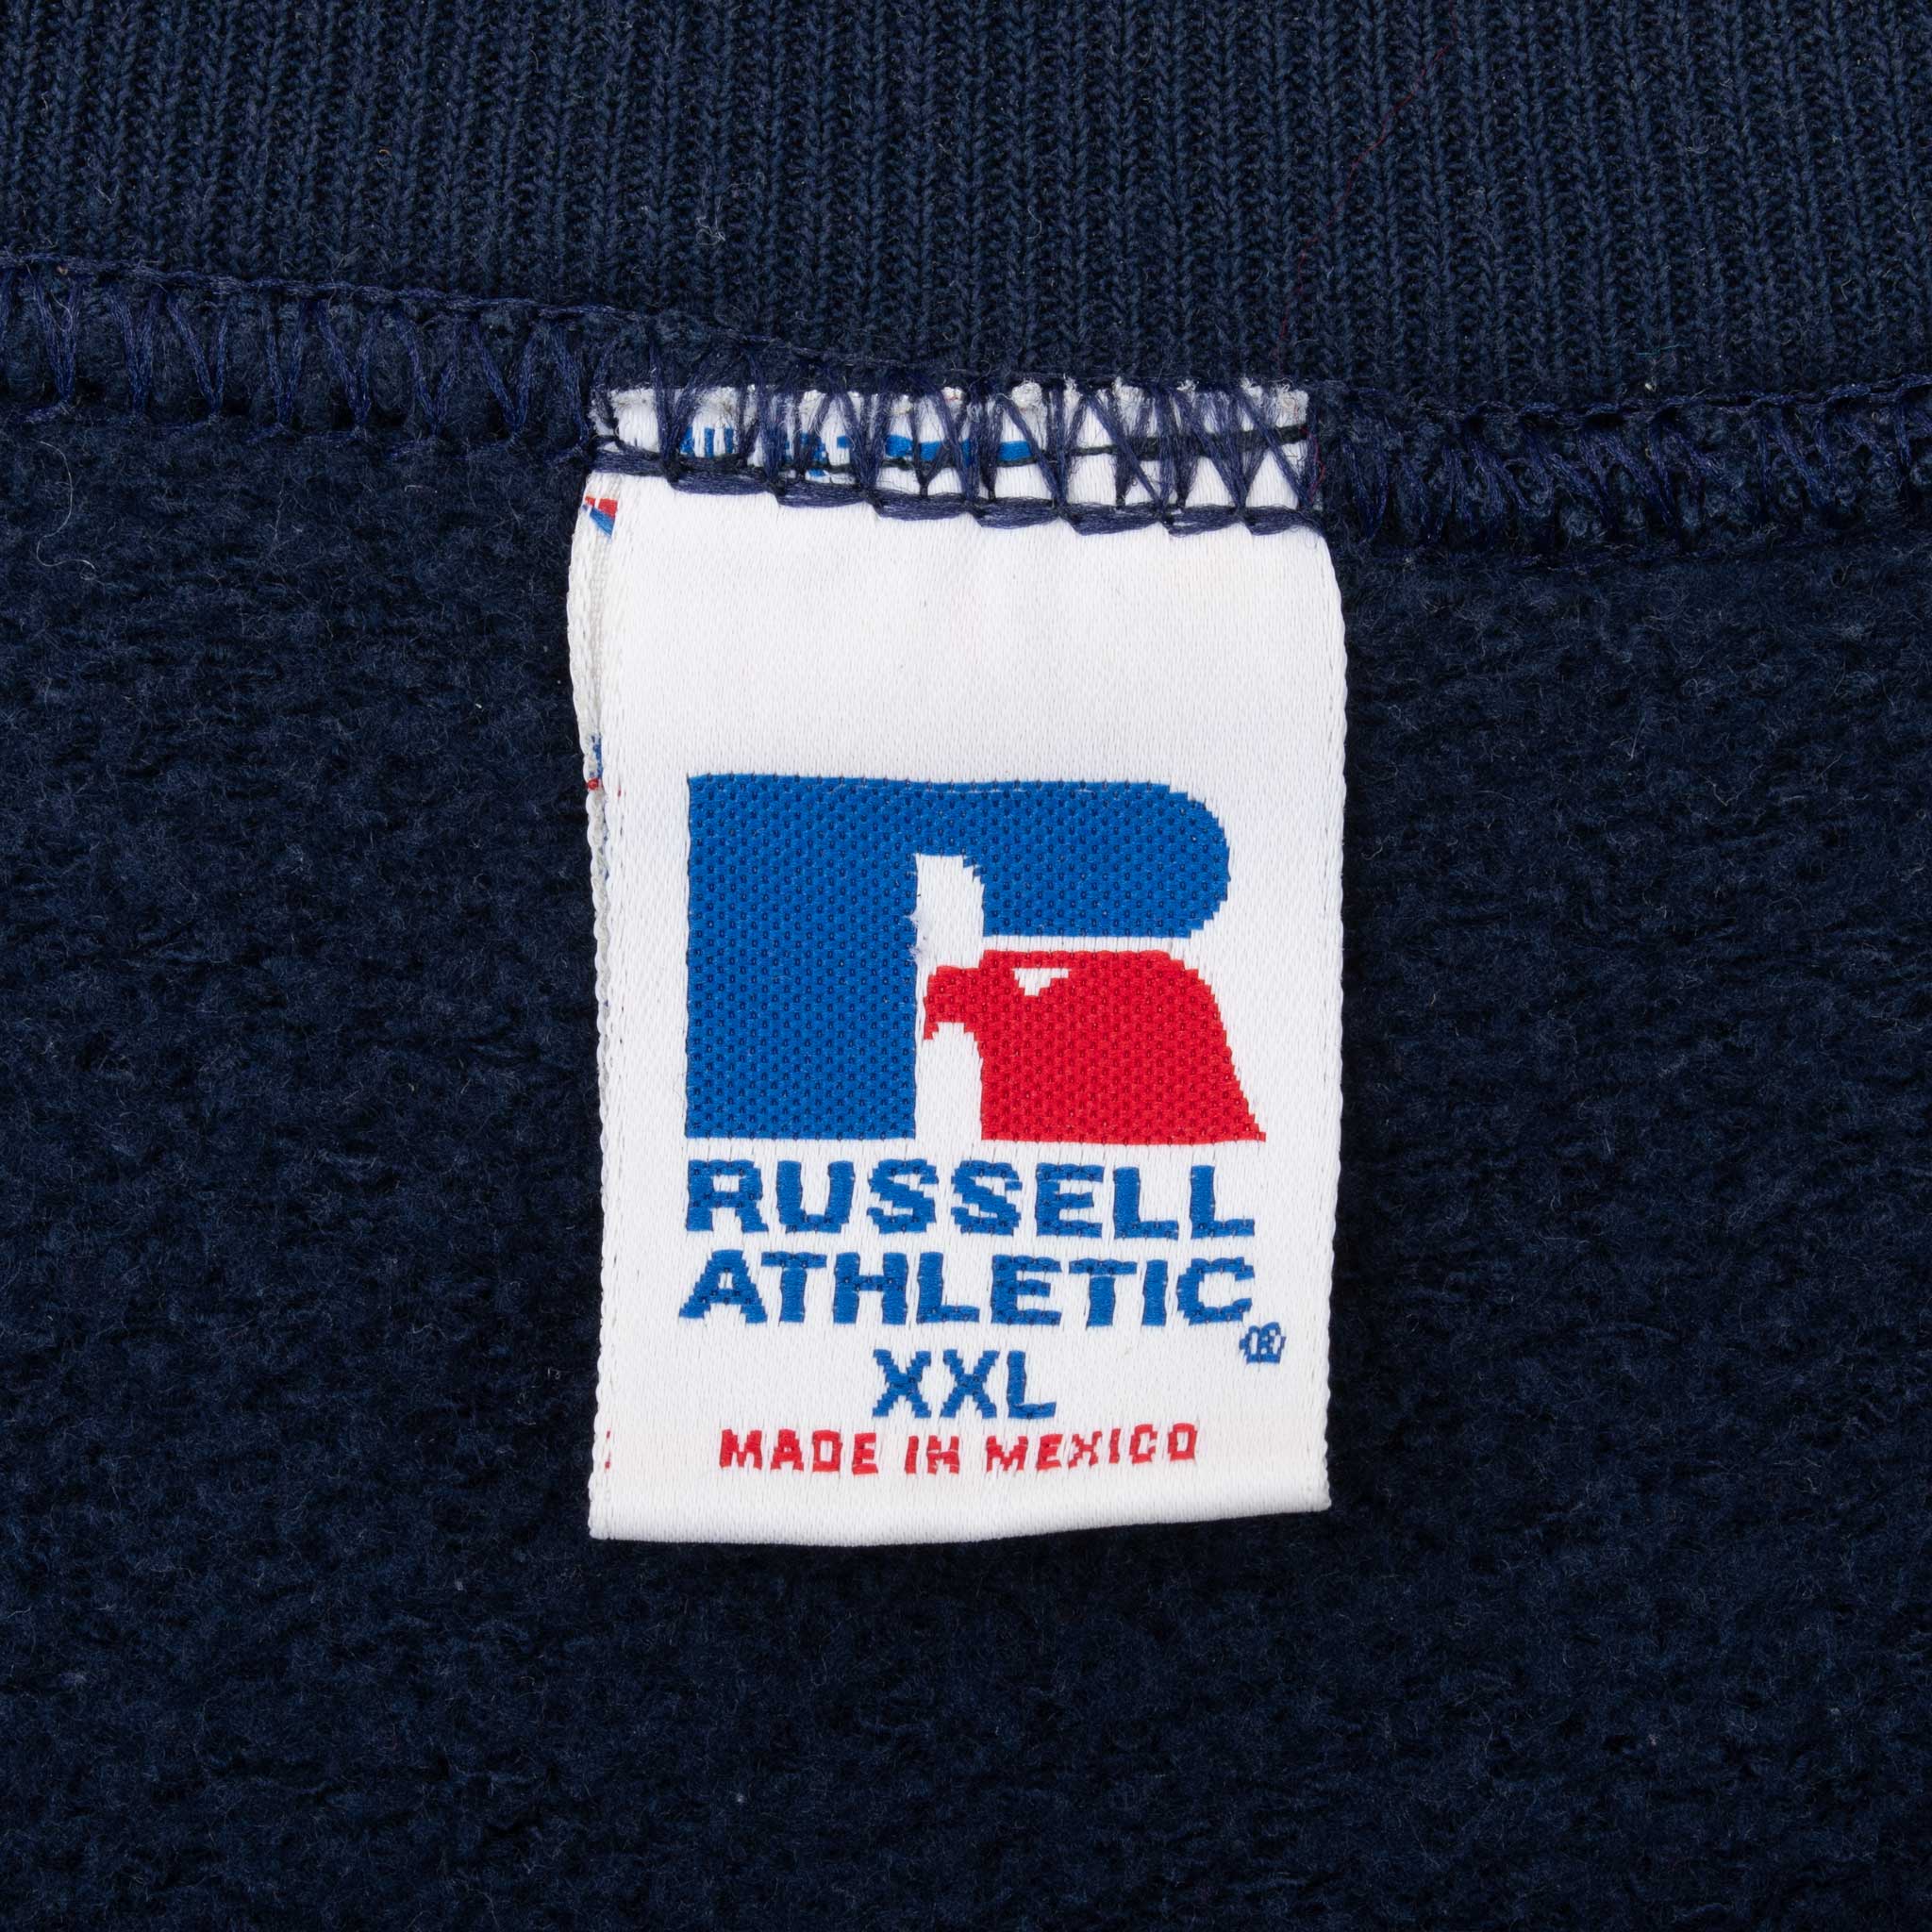 RUSSELL
ATHLETIC®
XXL
MADE IN MEXICO